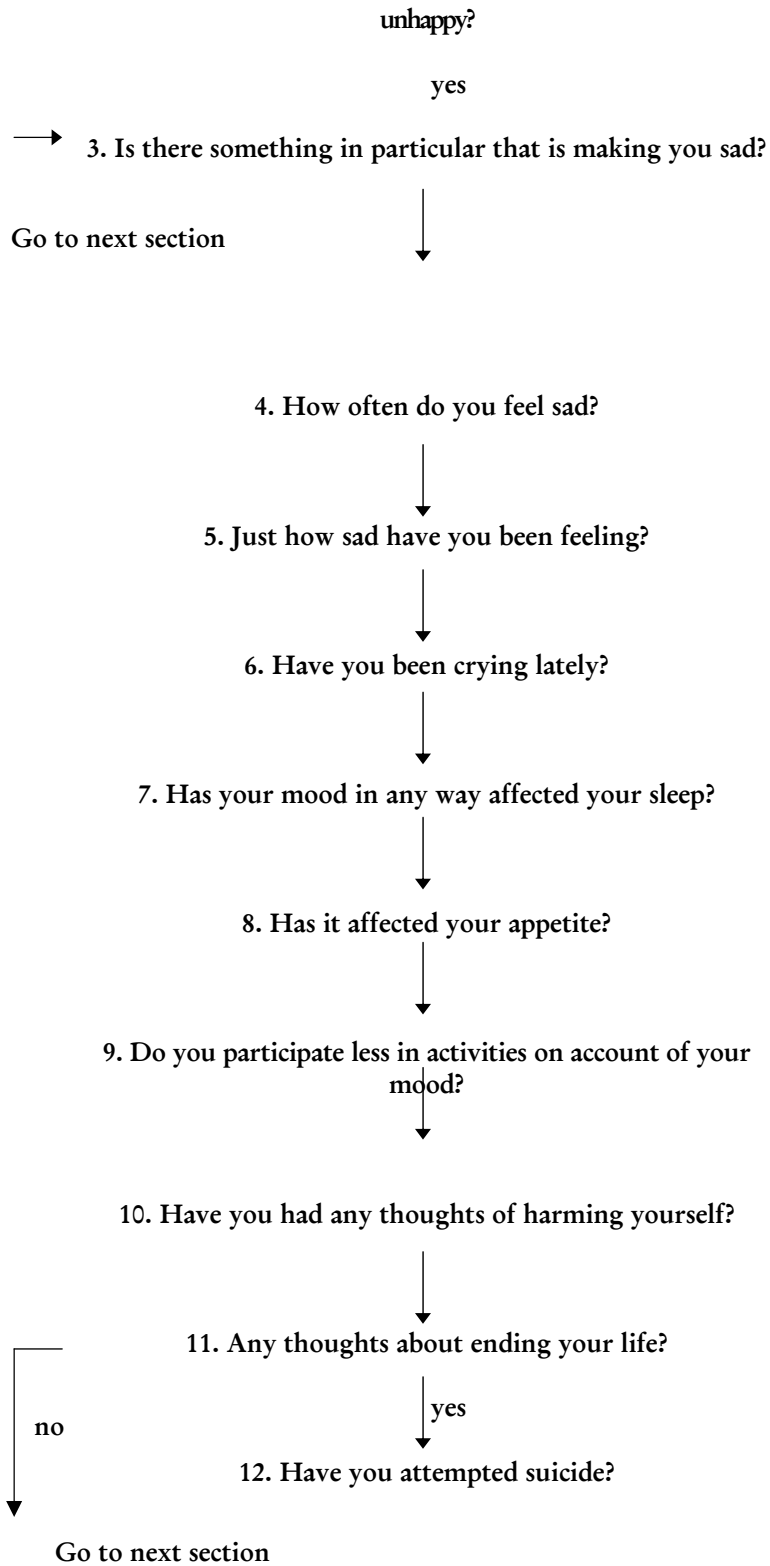 unhappy?
yes
3. Is there something in particular that is making you sad?
Go to next section
4. How often do you feel sad?
5. Just how sad have you been feeling?
6. Have you been crying lately?
7. Has your mood in any way affected your sleep?
8. Has it affected your appetite?
9. Do you participate less in activities on account of your
mood?
10. Have you had any thoughts of harming yourself?
11. Any thoughts about ending your life?
yes
no
12. Have you attempted suicide?
Go to next section